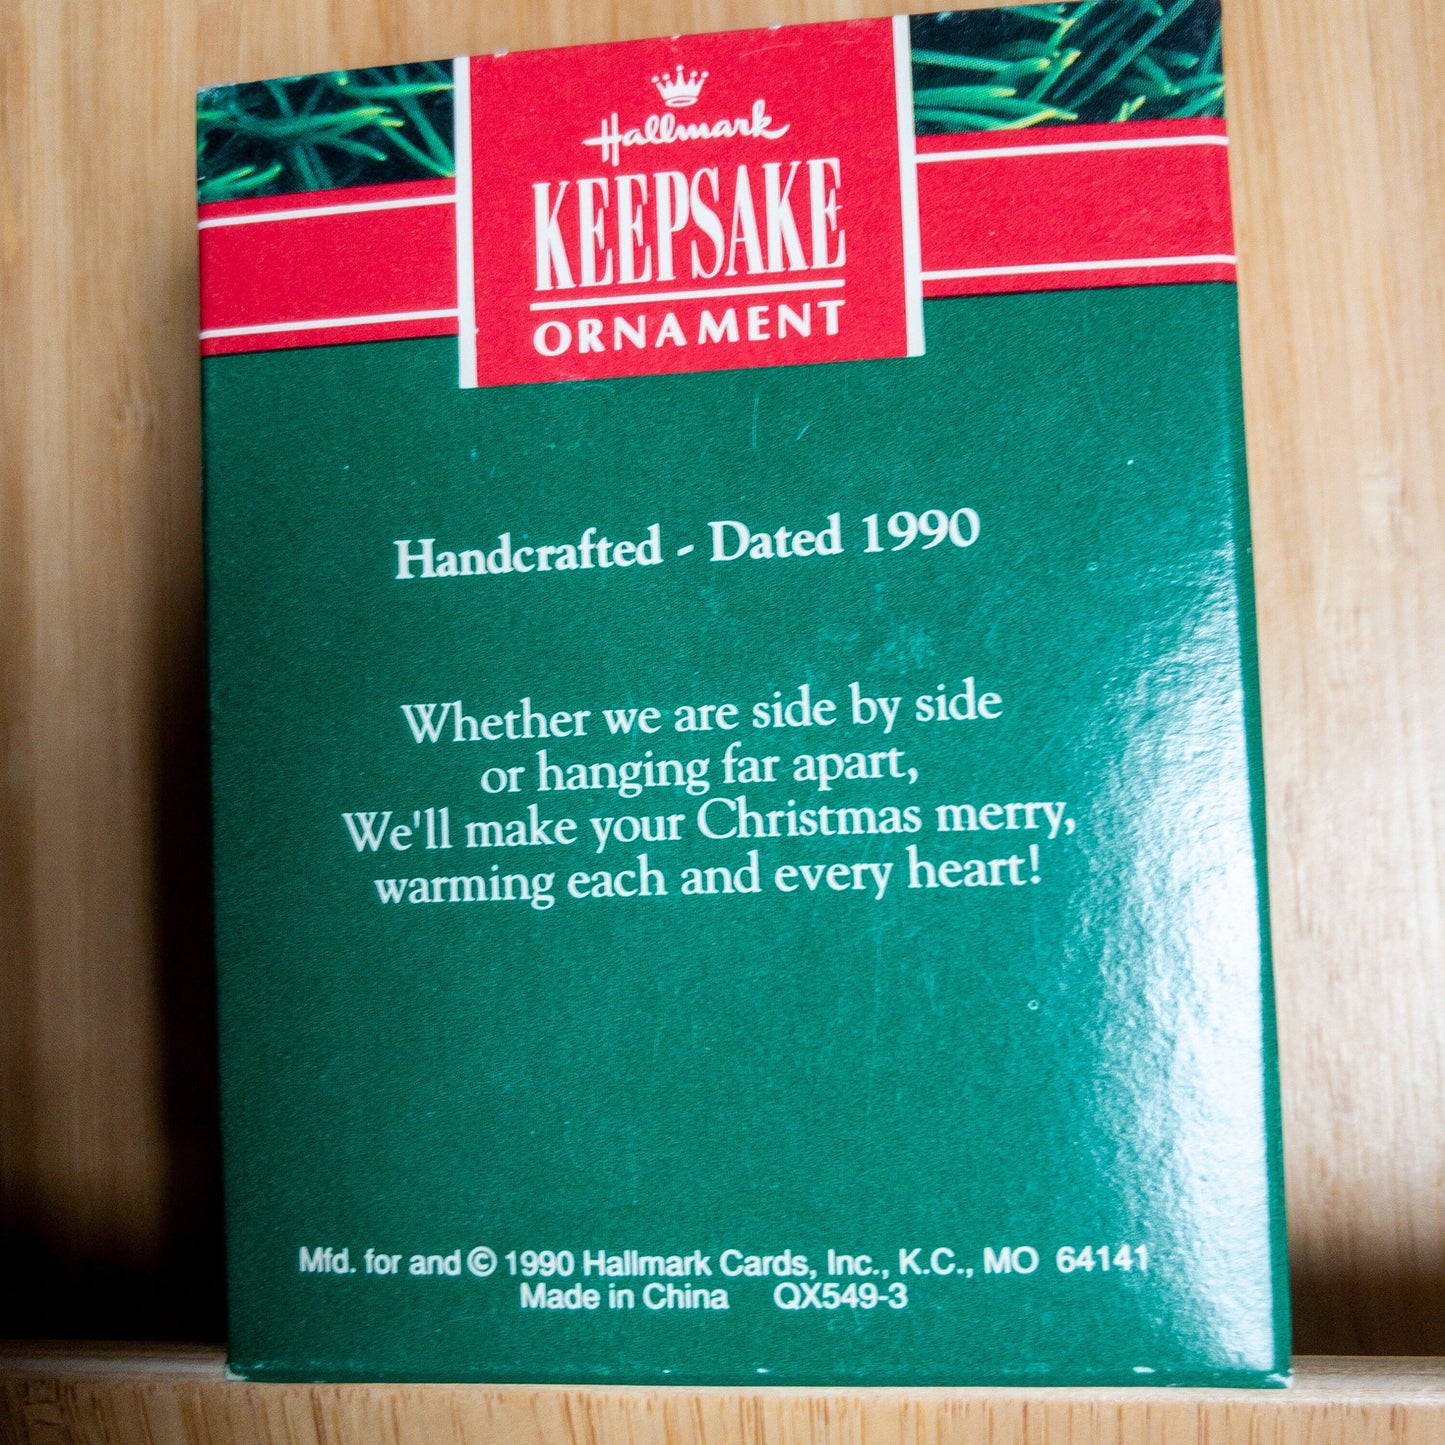 Hallmark
KEEPSAKE
ORNAMENT
Handcrafted - Dated 1990
Whether we are side by side
or hanging far apart,
We'll make your Christmas merry,
warming each and every heart!
Mfd. for and © 1990 Hallmark Cards, Inc., K.C., MO 64141
Made in China QX549-3